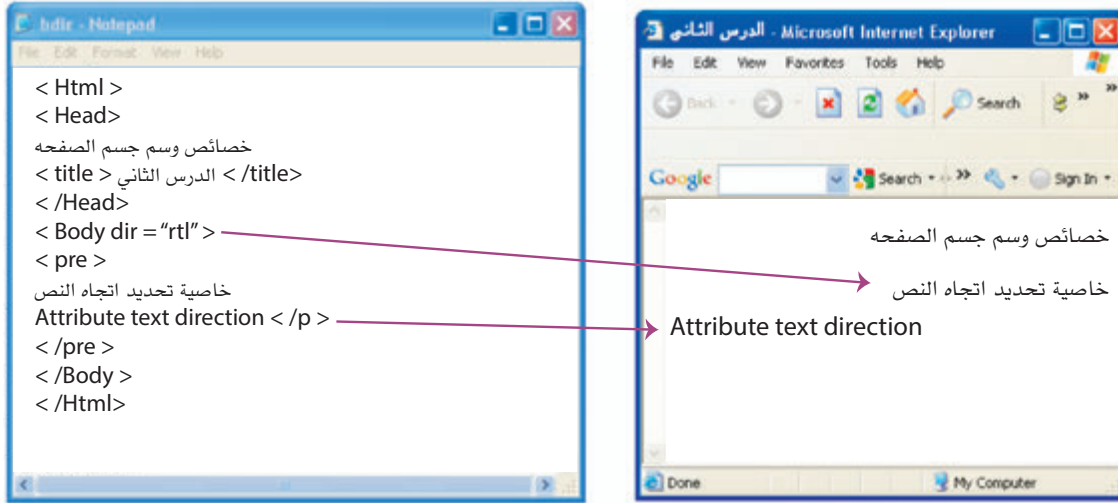 bdir - Notepad
File Edit Format View Help
< Html >
< Head>
خصائص وسم جسم الصفحه
< title > الدرس الثاني < /title>
< /Head>
< Body dir = “rtl” >
< pre >
خاصية تحديد اتجاه النص
Attribute text direction < /p >
< /pre >
< /Body >
< /Html>
الدرس الثاني - Microsoft Internet Explorer
File Edit View Favorites Tools Help
Back Search
Google Search Sign In
خصائص وسم جسم الصفحه
خاصية تحديد اتجاه النص
Attribute text direction
Done My Computer